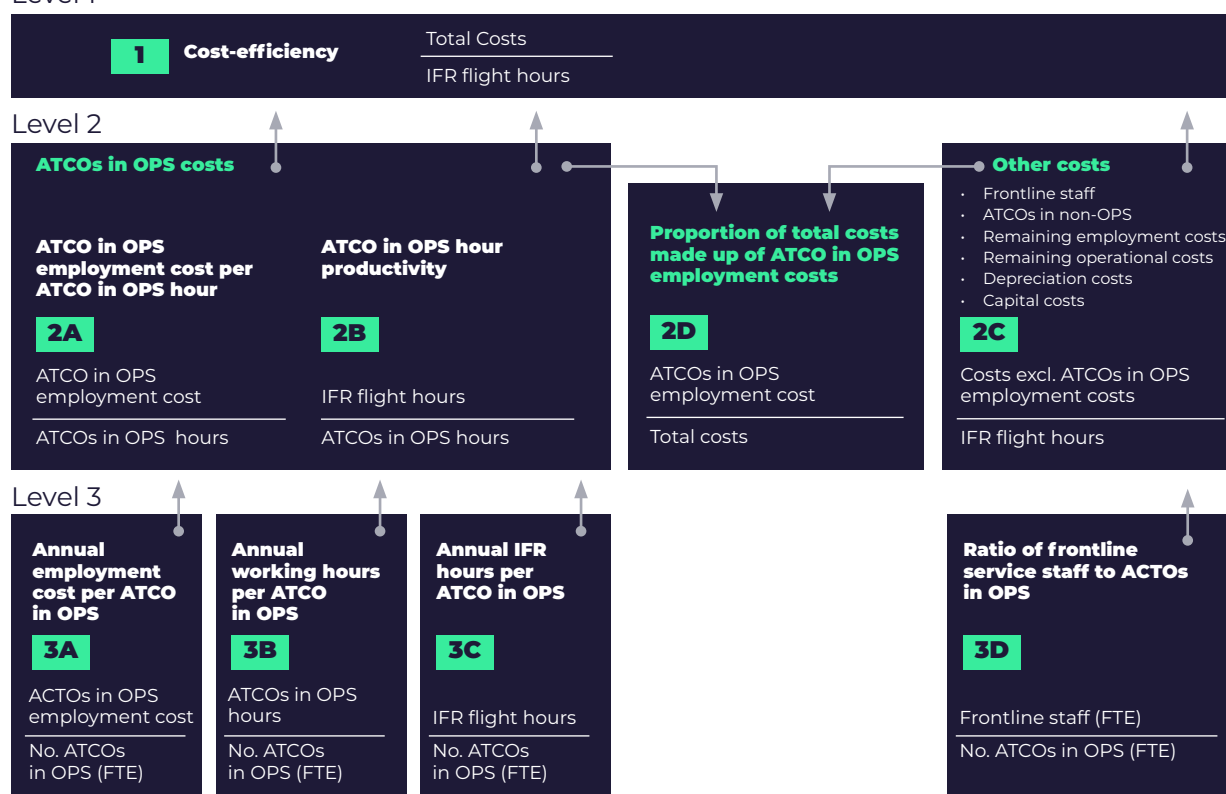 Level 1
1
Cost-efficiency
Total Costs
IFR flight hours
Level 2
ATCOs in OPS costs
ATCO in OPS
employment cost per
ATCO in OPS hour
2A
ATCO in OPS
employment cost
ATCOs in OPS hours
ATCO in OPS hour
productivity
2B
IFR flight hours
ATCOs in OPS hours
Proportion of total costs
made up of ATCO in OPS
employment costs
2D
ATCOs in OPS
employment cost
Total costs
Other costs
• Frontline staff
• ATCOs in non-OPS
• Remaining employment costs
• Remaining operational costs
• Depreciation costs
• Capital costs
2C
Costs excl. ATCOs in OPS
employment costs
IFR flight hours
Level 3
Annual
employment
cost per ATCO
in OPS
3A
ACTOs in OPS
employment cost
No. ATCOs
in OPS (FTE)
Annual
working hours
per ATCO
in OPS
3B
ATCOs in OPS
hours
No. ATCOs
in OPS (FTE)
Annual IFR
hours per
ATCO in OPS
3C
IFR flight hours
No. ATCOs
in OPS (FTE)
Ratio of frontline
service staff to ACTOs
in OPS
3D
Frontline staff (FTE)
No. ATCOs in OPS (FTE)